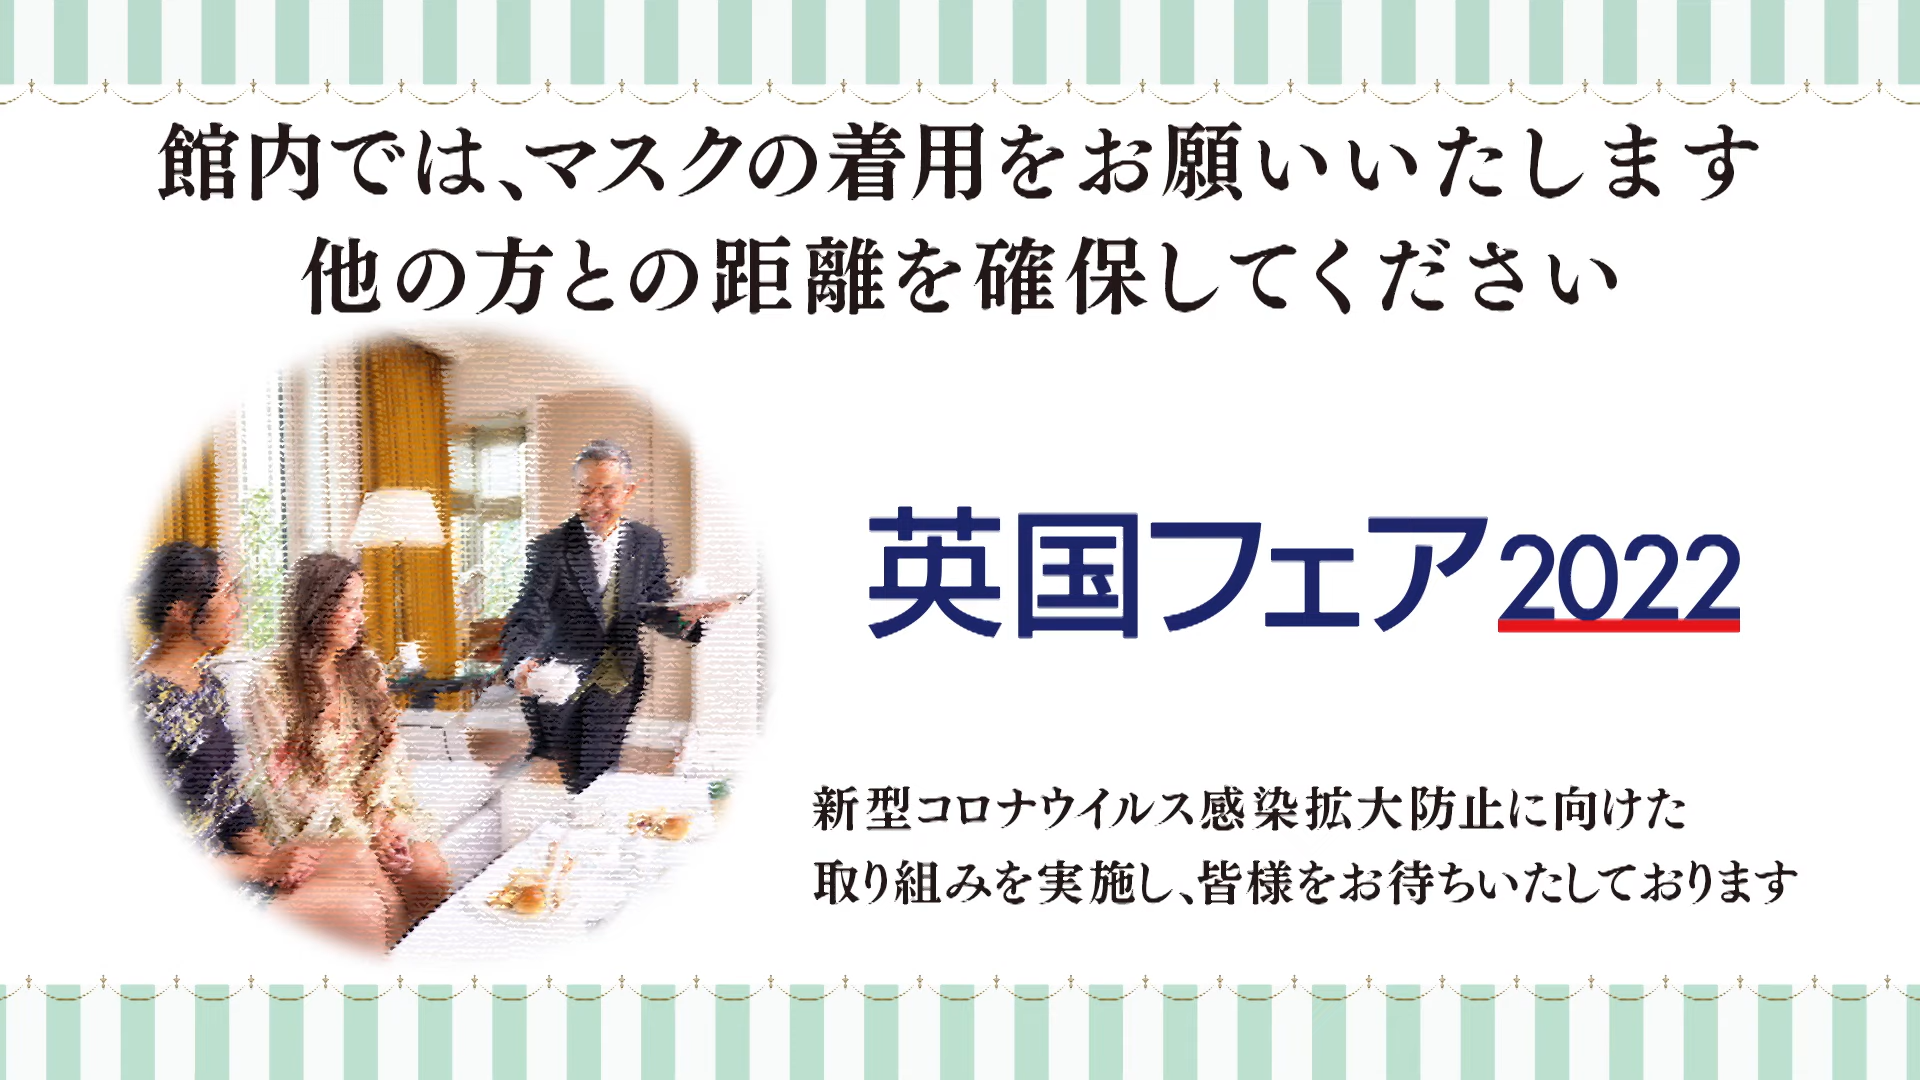 館内では、マスクの着用をお願いいたします
他の方との距離を確保してください
英国フェア2022
新型コロナウイルス感染拡大防止に向けた
取り組みを実施し、皆様をお待ちいたしております